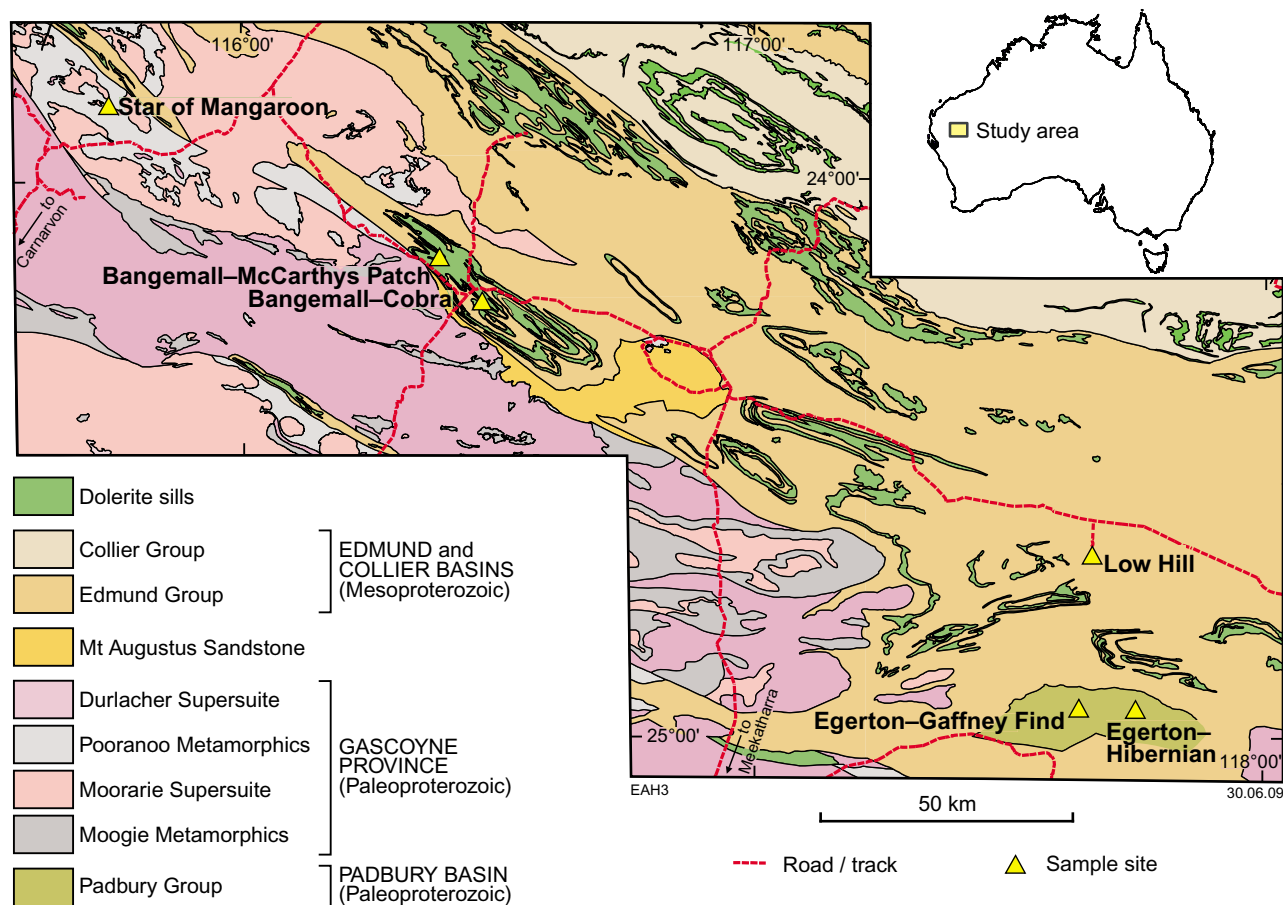 116°00'
117°00'
Star of Mangaroon
Study area
24°00'
to
Carnarvon
Bangemall–McCarthys Patch
Bangemall–Cobra
Dolerite sills
Collier Group
Edmund Group
EDMUND and
COLLIER BASINS
(Mesoproterozoic)
Mt Augustus Sandstone
Durlacher Supersuite
Pooranoo Metamorphics
Moorarie Supersuite
Moogie Metamorphics
GASCOYNE
PROVINCE
(Paleoproterozoic)
Padbury Group
PADBURY BASIN
(Paleoproterozoic)
Low Hill
Egerton–Gaffney Find
Egerton–
Hibernian
to
Meekatharra
25°00'
118°00'
EAH3
30.06.09
50 km
Road / track
Sample site